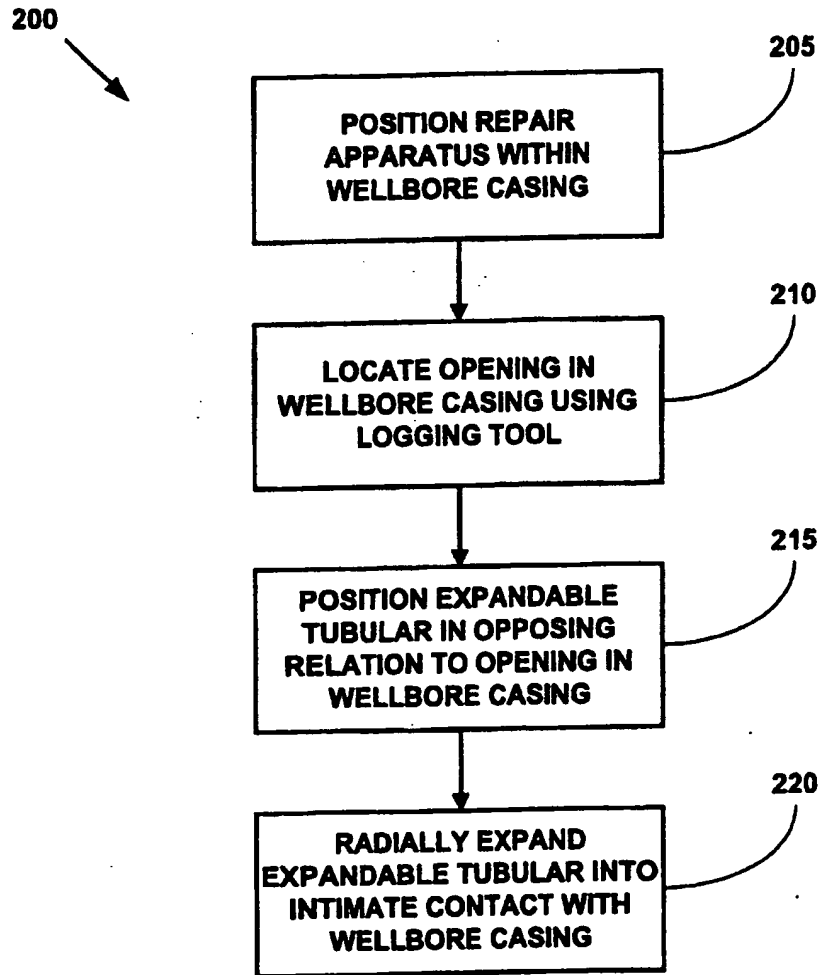 200
205
POSITION REPAIR
APPARATUS WITHIN
WELLBORE CASING
210
LOCATE OPENING IN
WELLBORE CASING USING
LOGGING TOOL
215
POSITION EXPANDABLE
TUBULAR IN OPPOSING
RELATION TO OPENING IN
WELLBORE CASING
220
RADIALLY EXPAND
EXPANDABLE TUBULAR INTO
INTIMATE CONTACT WITH
WELLBORE CASING